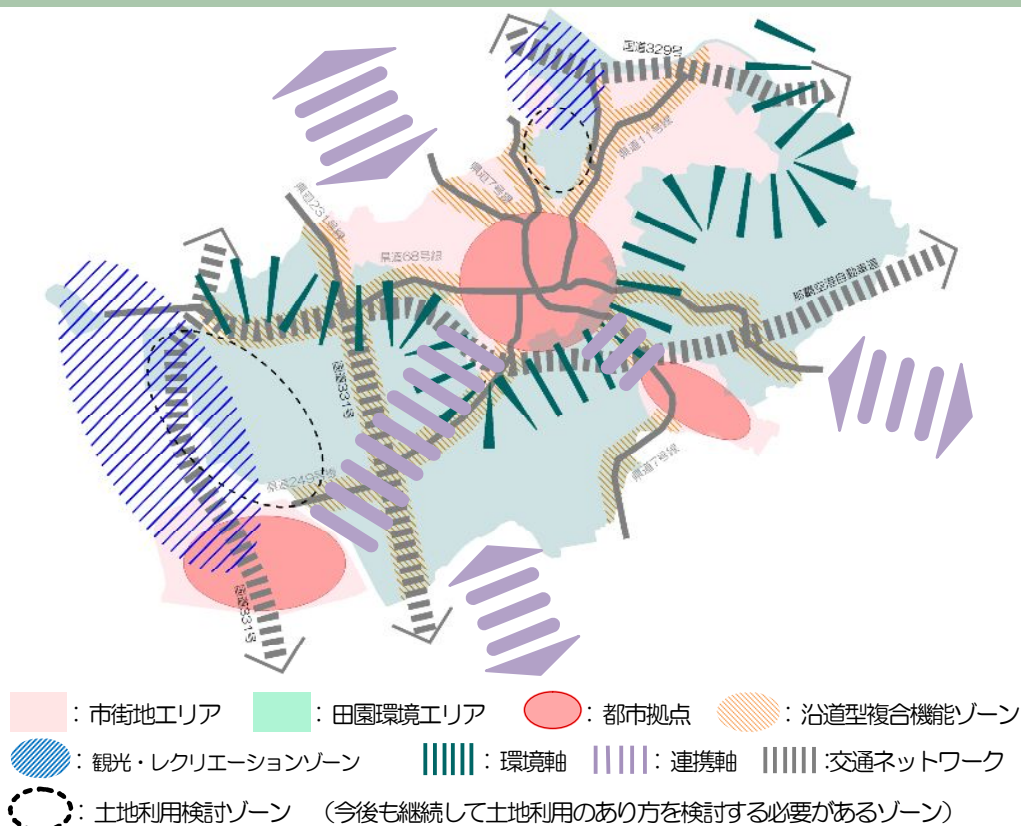 国道329号
県道11号線
県道7号線
県道231号線
県道68号線
那覇空港自動車道
国道331号
県道249号線
県道7号線
国道331号
：市街地エリア ：田園環境エリア ：都市拠点 ：沿道型複合機能ゾーン
：観光・レクリエーションゾーン ：環境軸 ：連携軸 ：交通ネットワーク
：土地利用検討ゾーン （今後も継続して土地利用のあり方を検討する必要があるゾーン）